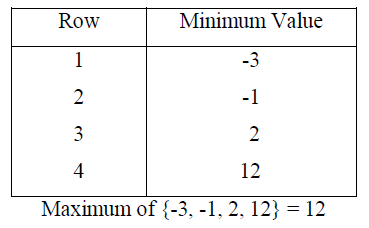 Row Minimum Value
1 -3
2 -1
3 2
4 12
Maximum of {-3, -1, 2, 12} = 12